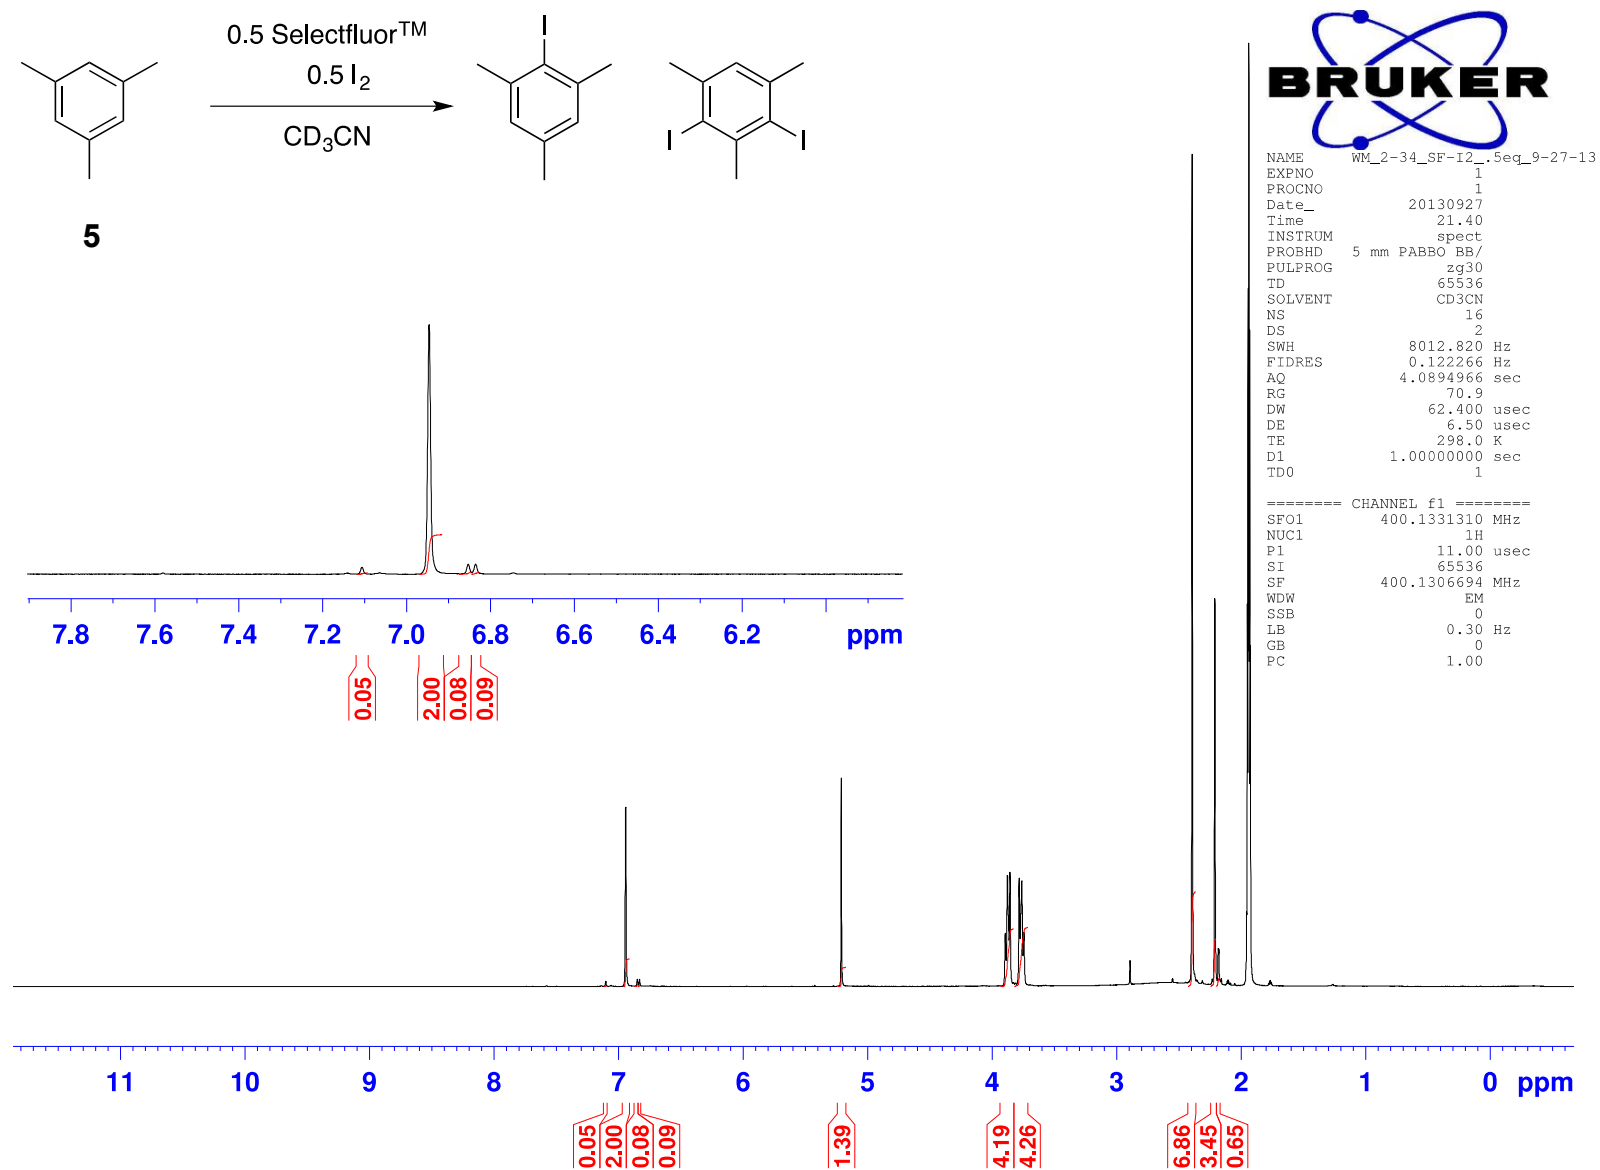 0.5 Selectfluor™
0.5 I2
CD3CN
I
I
I
5
BRUKER
NAME WM_2-34_SF-I2_.5eq_9-27-13
EXPNO 1
PROCNO 1
Date_ 20130927
Time 21.40
INSTRUM spect
PROBHD 5 mm PABBO BB/
PULPROG zg30
TD 65536
SOLVENT CD3CN
NS 16
DS 2
SWH 8012.820 Hz
FIDRES 0.122266 Hz
AQ 4.0894966 sec
RG 70.9
DW 62.400 usec
DE 6.50 usec
TE 298.0 K
D1 1.00000000 sec
TD0 1
======== CHANNEL f1 ========
SFO1 400.1331310 MHz
NUC1 1H
P1 11.00 usec
SI 65536
SF 400.1306694 MHz
WDW EM
SSB 0
LB 0.30 Hz
GB 0
PC 1.00
7.8 7.6 7.4 7.2 7.0 6.8 6.6 6.4 6.2 ppm
0.05 2.00 0.08 0.09
11 10 9 8 7 6 5 4 3 2 1 0 ppm
0.05 2.00 0.08 0.09 1.39 4.19 4.26 6.86 3.45 0.65